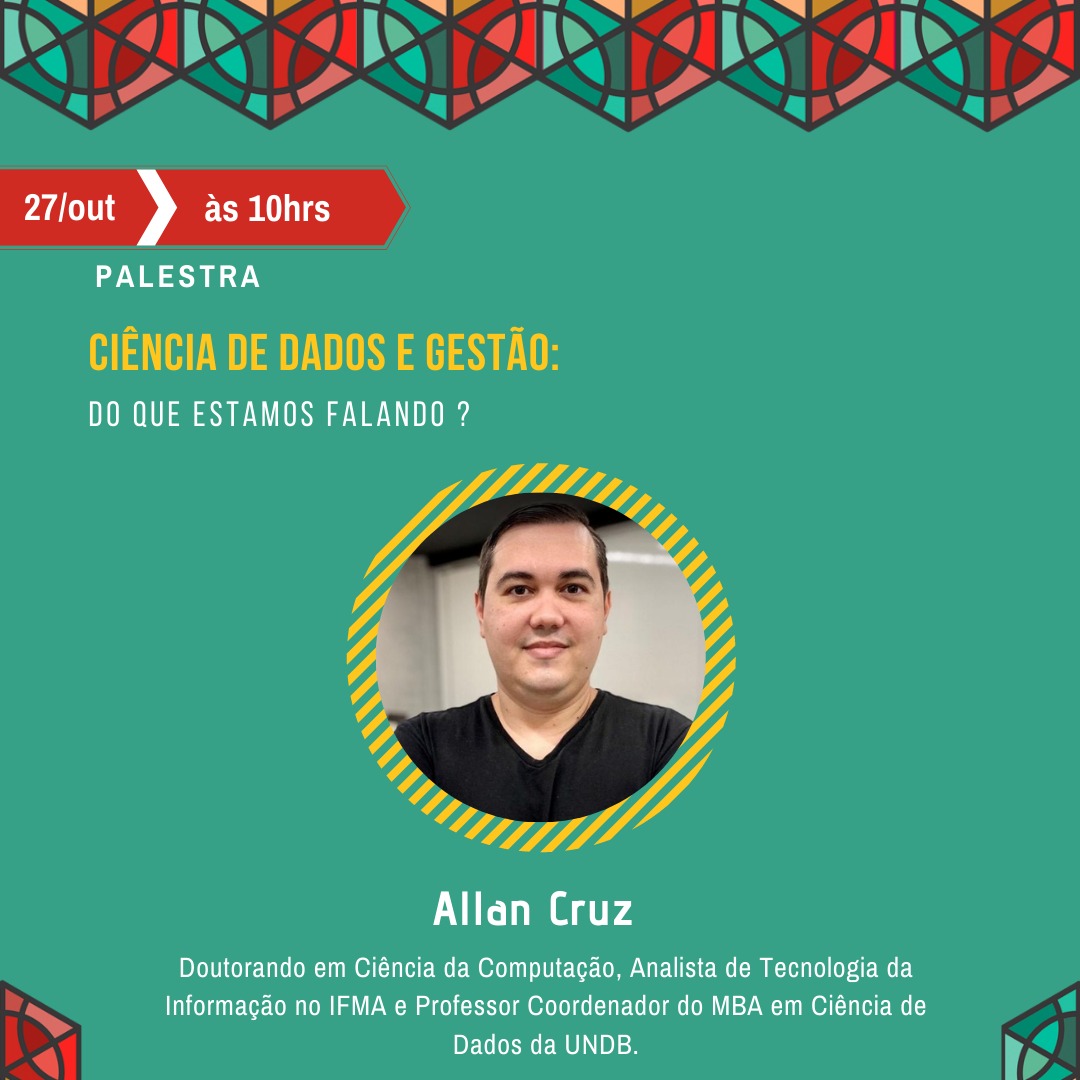 27/out às 10hrs
PALESTRA
CIÊNCIA DE DADOS E GESTÃO:
DO QUE ESTAMOS FALANDO ?
Allan Cruz
Doutorando em Ciência da Computação, Analista de Tecnologia da
Informação no IFMA e Professor Coordenador do MBA em Ciência de
Dados da UNDB.